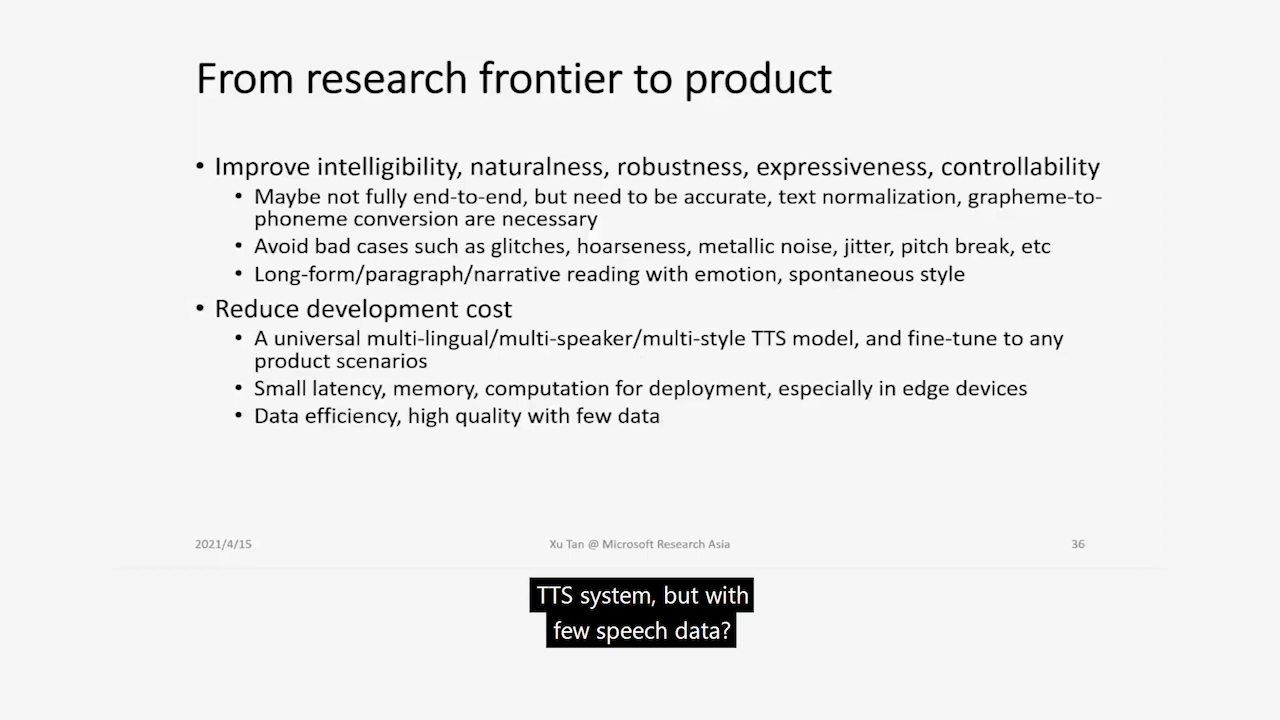 From research frontier to product
• Improve intelligibility, naturalness, robustness, expressiveness, controllability
• Maybe not fully end-to-end, but need to be accurate, text normalization, grapheme-to-
phoneme conversion are necessary
• Avoid bad cases such as glitches, hoarseness, metallic noise, jitter, pitch break, etc
• Long-form/paragraph/narrative reading with emotion, spontaneous style
• Reduce development cost
• A universal multi-lingual/multi-speaker/multi-style TTS model, and fine-tune to any
product scenarios
• Small latency, memory, computation for deployment, especially in edge devices
• Data efficiency, high quality with few data
2021/4/15 Xu Tan @ Microsoft Research Asia 36
TTS system, but with
few speech data?